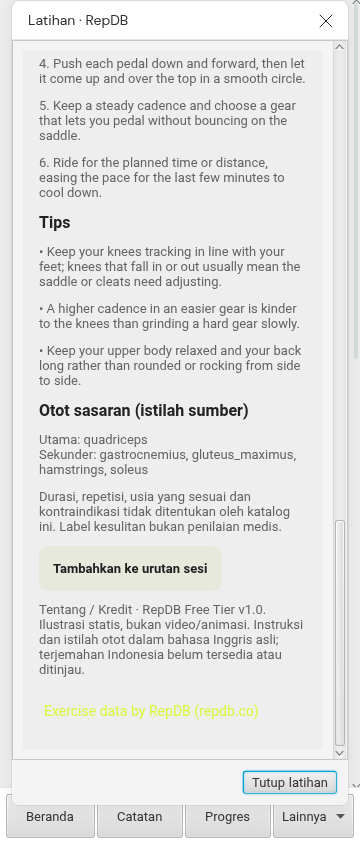 Latihan · RepDB
4. Push each pedal down and forward, then let
it come up and over the top in a smooth circle.
5. Keep a steady cadence and choose a gear
that lets you pedal without bouncing on the
saddle.
6. Ride for the planned time or distance,
easing the pace for the last few minutes to
cool down.
Tips
• Keep your knees tracking in line with your
feet; knees that fall in or out usually mean the
saddle or cleats need adjusting.
• A higher cadence in an easier gear is kinder
to the knees than grinding a hard gear slowly.
• Keep your upper body relaxed and your back
long rather than rounded or rocking from side
to side.
Otot sasaran (istilah sumber)
Utama: quadriceps
Sekunder: gastrocnemius, gluteus_maximus,
hamstrings, soleus
Durasi, repetisi, usia yang sesuai dan
kontraindikasi tidak ditentukan oleh katalog
ini. Label kesulitan bukan penilaian medis.
Tambahkan ke urutan sesi
Tentang / Kredit · RepDB Free Tier v1.0.
Ilustrasi statis, bukan video/animasi. Instruksi
dan istilah otot dalam bahasa Inggris asli;
terjemahan Indonesia belum tersedia atau
ditinjau.
Exercise data by RepDB (repdb.co)
Tutup latihan
Beranda
Catatan
Progres
Lainnya